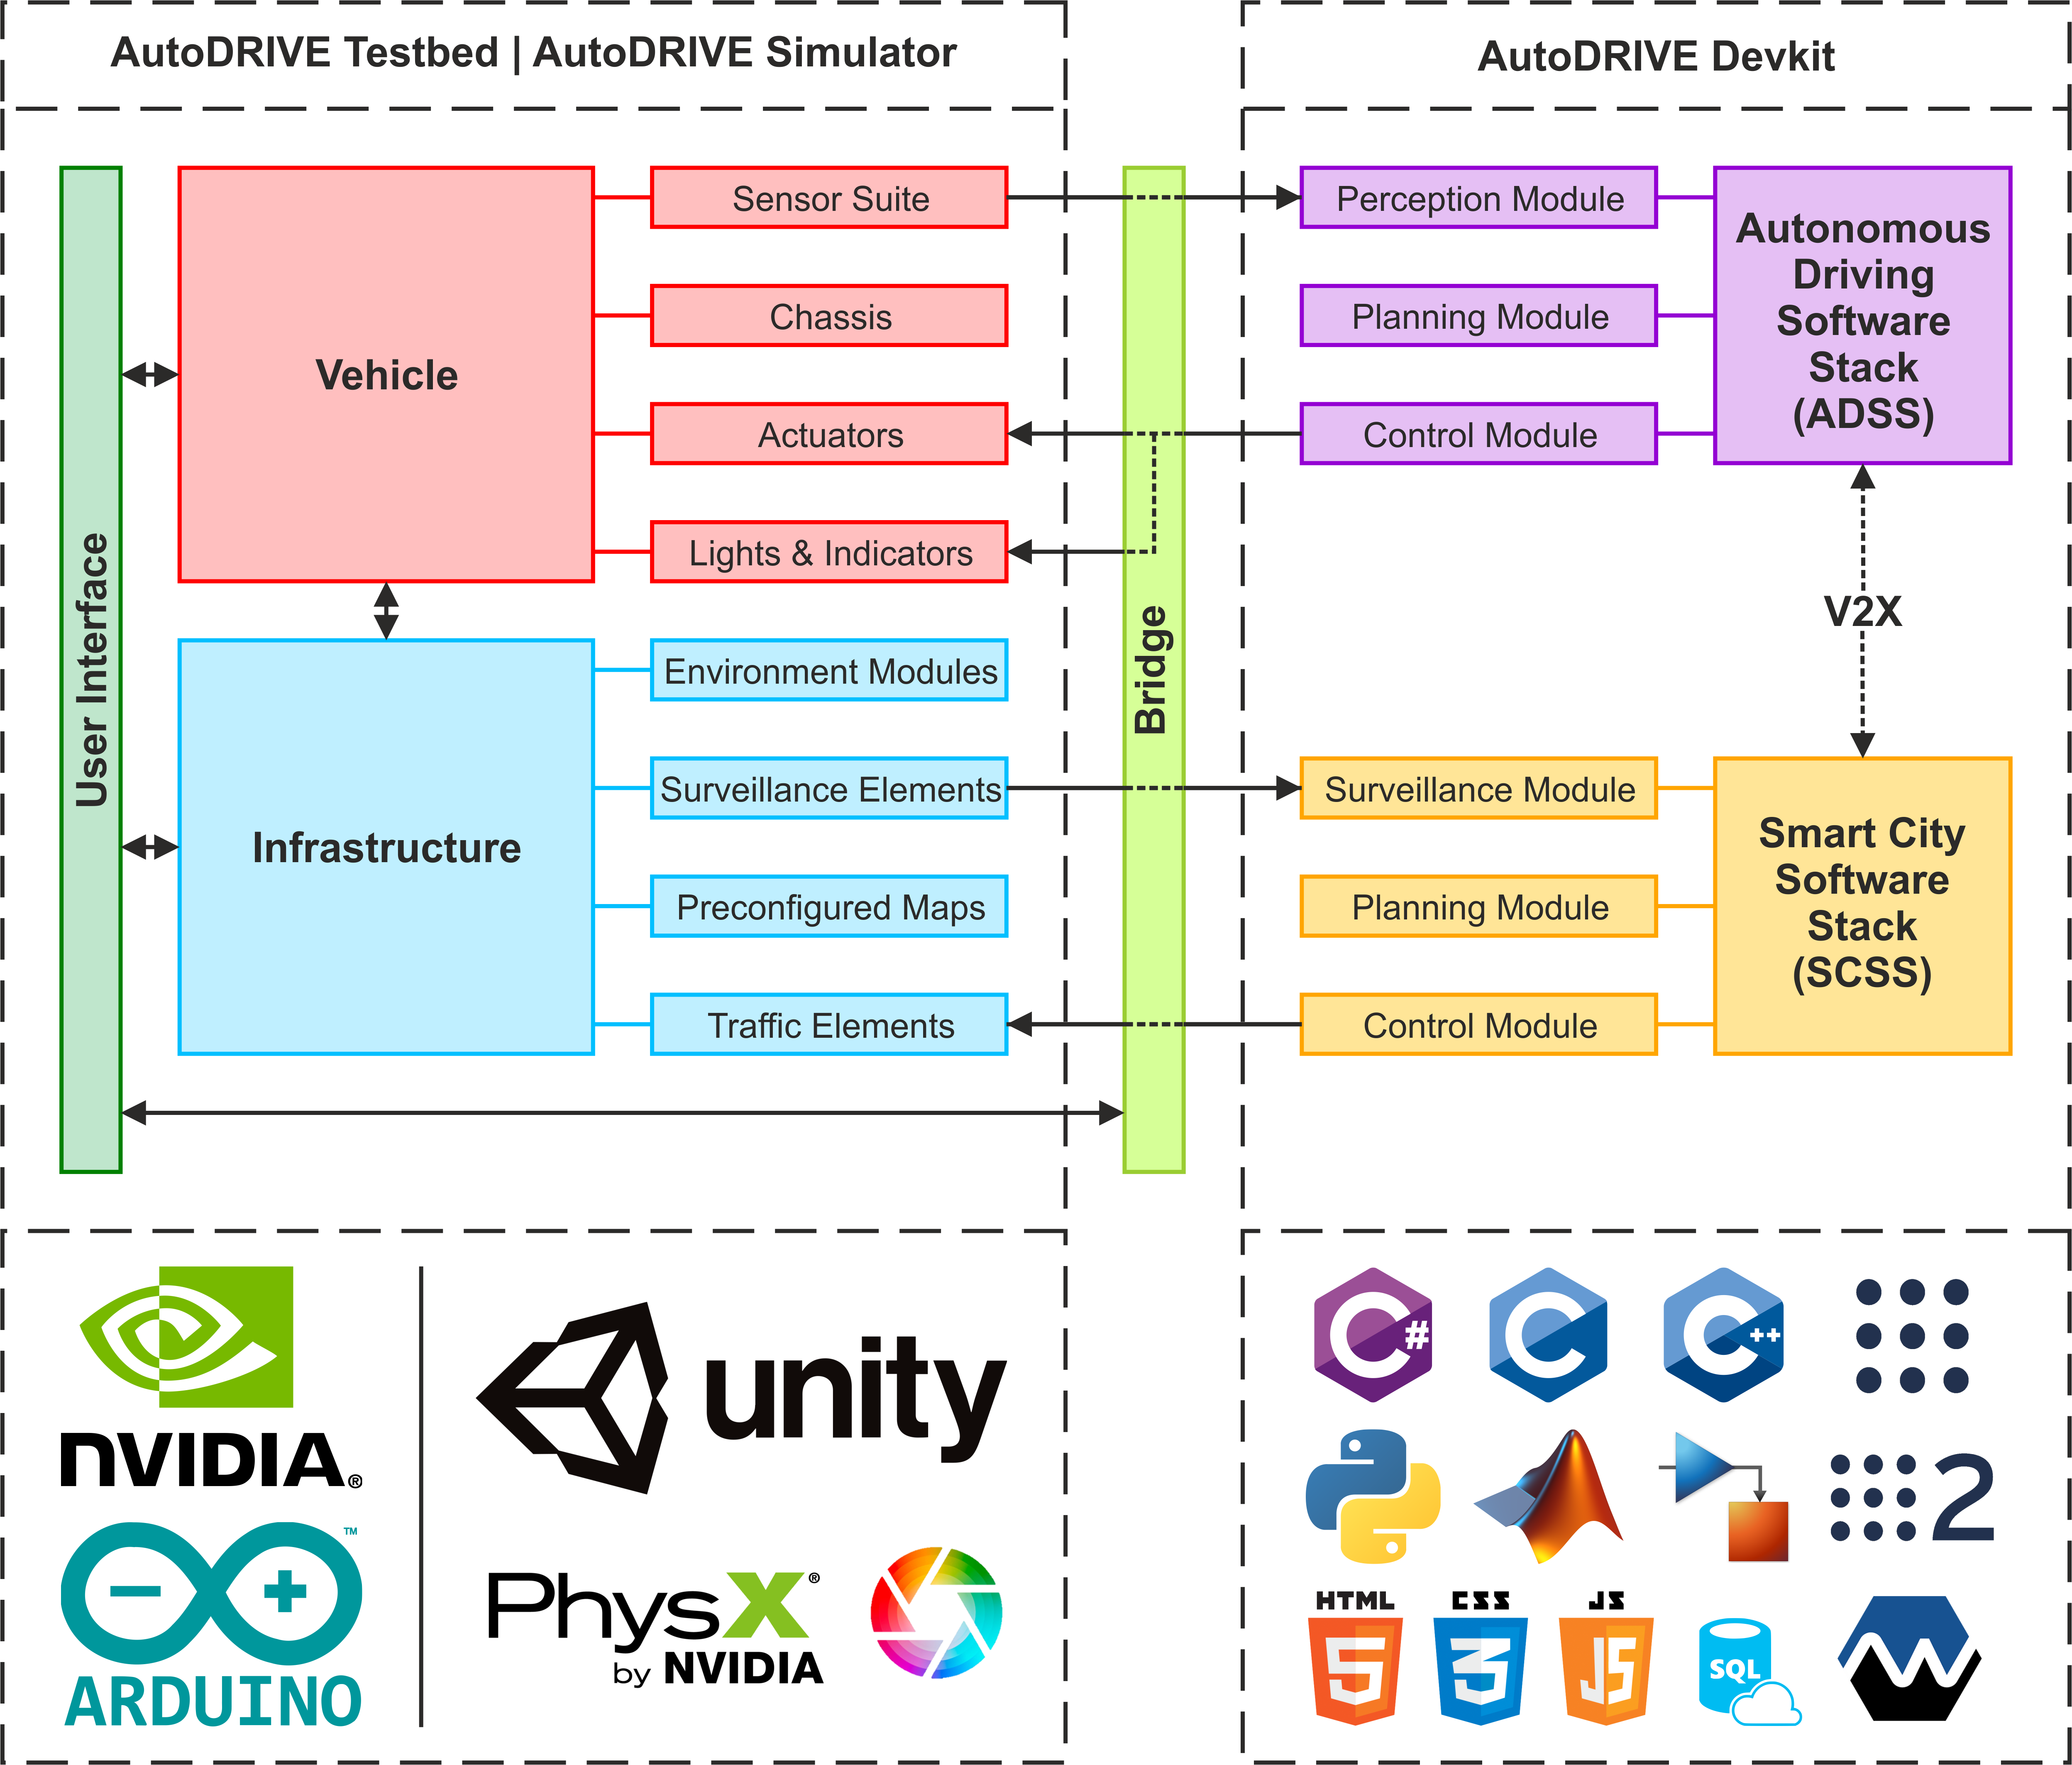 AutoDRIVE Testbed | AutoDRIVE Simulator
AutoDRIVE Devkit
User Interface
Vehicle
Sensor Suite
Chassis
Actuators
Lights & Indicators
Infrastructure
Environment Modules
Surveillance Elements
Preconfigured Maps
Traffic Elements
Bridge
Perception Module
Planning Module
Control Module
Autonomous
Driving
Software
Stack
(ADSS)
V2X
Surveillance Module
Planning Module
Control Module
Smart City
Software
Stack
(SCSS)
NVIDIA®
ARDUINO™
unity
PhysX®
by NVIDIA
C#
C
C++
2
HTML
5
CSS
3
JS
JS
SQL